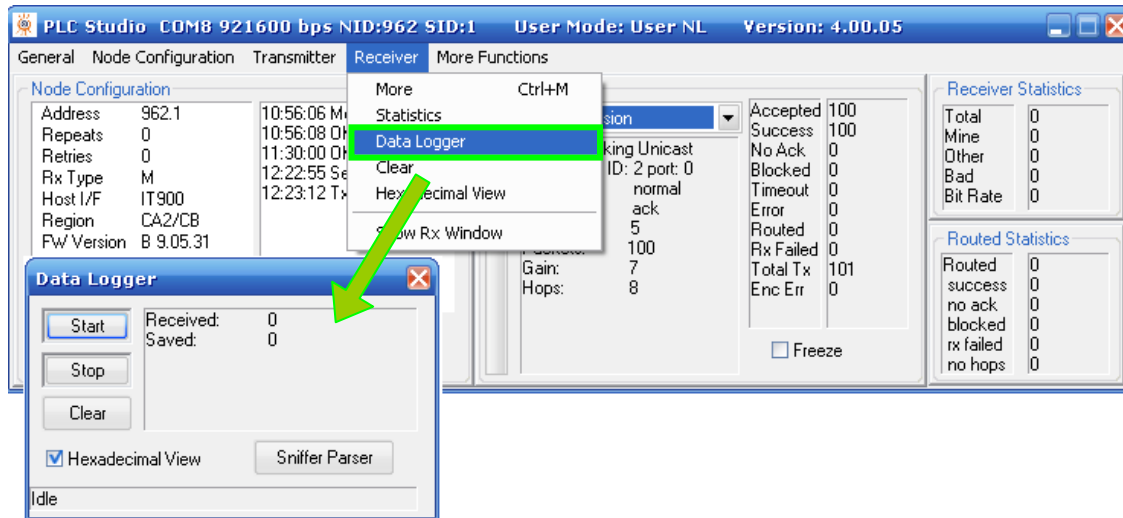 PLC Studio COM8 921600 bps NID:962 SID:1 User Mode: User NL Version: 4.00.05
General Node Configuration Transmitter Receiver More Functions
Node Configuration
Address 962.1
Repeats 0
Retries 0
Rx Type M
Host I/F IT900
Region CA2/CB
FW Version B 9.05.31
10:56:06
10:56:08
11:30:00
12:22:55
12:23:12
More Ctrl+M
Statistics
Data Logger
Clear
Hexadecimal View
Show Rx Window
Unicast
ID: 2 port: 0
normal
ack
5
100
Gain: 7
Hops: 8
Accepted 100
Success 100
No Ack 0
Blocked 0
Timeout 0
Error 0
Routed 0
Rx Failed 0
Total Tx 101
Enc Err 0
Freeze
Receiver Statistics
Total 0
Mine 0
Other 0
Bad 0
Bit Rate 0
Routed Statistics
Routed 0
success 0
no ack 0
blocked 0
rx failed 0
no hops 0
Data Logger
Start
Stop
Clear
Received: 0
Saved: 0
Hexadecimal View
Sniffer Parser
Idle